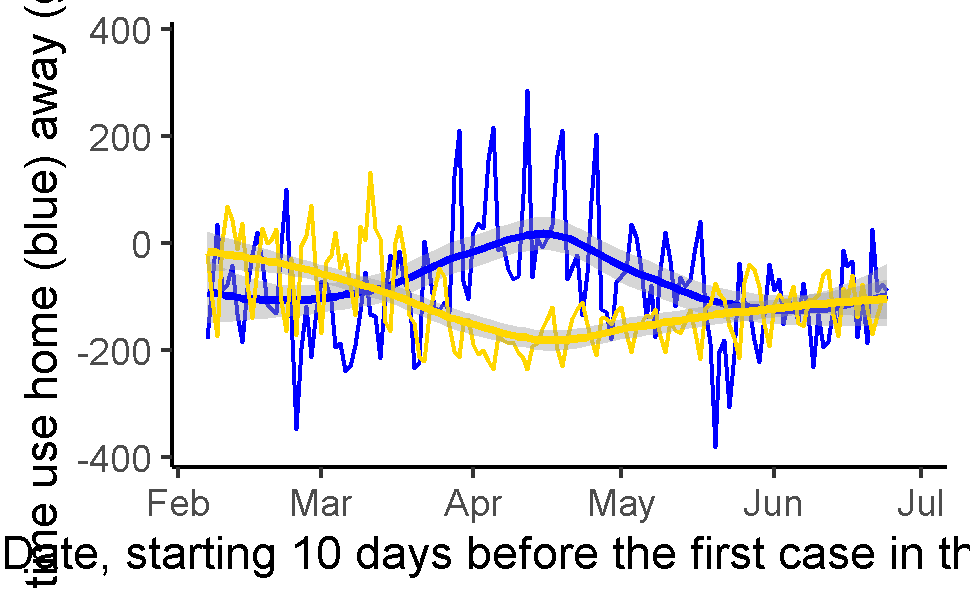 time use home (blue) away (
400
200
0
-200
-400
Feb Mar Apr May Jun Jul
Date, starting 10 days before the first case in th